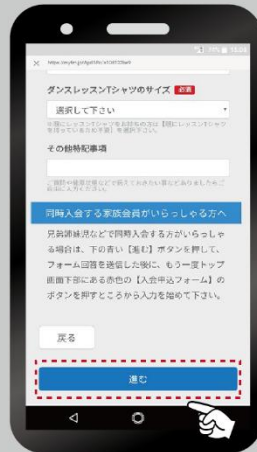 ダンスレッスンTシャツのサイズ 必須
選択して下さい
その他特記事項
同時入会する家族会員がいらっしゃる方へ
兄弟姉妹児などで同時入会する方がいらっしゃ
る場合は、下の青い【進む】ボタンを押して、
フォーム回答を送信した後に、もう一度トップ
画面下部にある赤色の【入会申込フォーム】の
ボタンを押すところから入力を始めて下さい。
戻る
進む